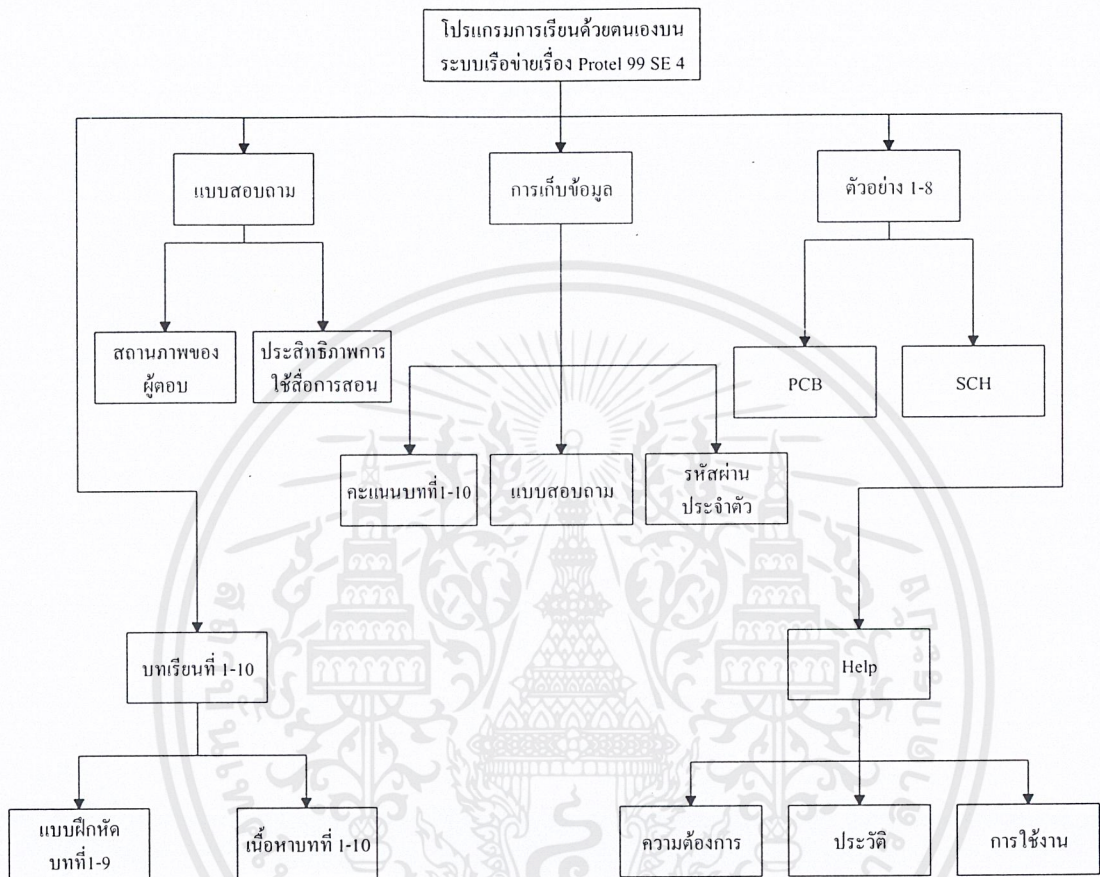 โปรแกรมการเรียนด้วยตนเองบน
ระบบเรือข่ายเรื่อง Protel 99 SE 4
แบบสอบถาม
การเก็บข้อมูล
ตัวอย่าง 1-8
สถานภาพของ
ผู้ตอบ
ประสิทธิภาพการ
ใช้สื่อการสอน
PCB
SCH
คะแนนบทที่1-10
แบบสอบถาม
รหัสผ่าน
ประจำตัว
บทเรียนที่ 1-10
Help
แบบฝึกหัด
บทที่1-9
เนื้อหาบทที่ 1-10
ความต้องการ
ประวัติ
การใช้งาน